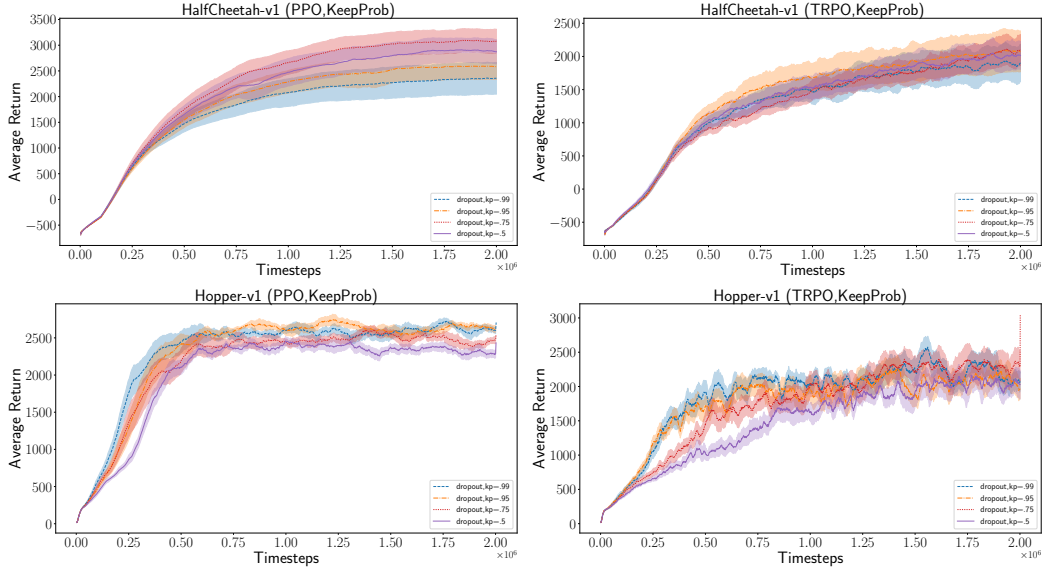 HalfCheetah-v1 (PPO,KeepProb)
3500
3000
2500
2000
1500
1000
500
0
−500
Average Return
0.00 0.25 0.50 0.75 1.00 1.25 1.50 1.75 2.00
×10⁶
Timesteps
dropout,kp=.99
dropout,kp=.95
dropout,kp=.75
dropout,kp=.5
HalfCheetah-v1 (TRPO,KeepProb)
2500
2000
1500
1000
500
0
−500
Average Return
0.00 0.25 0.50 0.75 1.00 1.25 1.50 1.75 2.00
×10⁶
Timesteps
dropout,kp=.99
dropout,kp=.95
dropout,kp=.75
dropout,kp=.5
Hopper-v1 (PPO,KeepProb)
2500
2000
1500
1000
500
0
Average Return
0.00 0.25 0.50 0.75 1.00 1.25 1.50 1.75 2.00
×10⁶
Timesteps
dropout,kp=.99
dropout,kp=.95
dropout,kp=.75
dropout,kp=.5
Hopper-v1 (TRPO,KeepProb)
3000
2500
2000
1500
1000
500
0
Average Return
0.00 0.25 0.50 0.75 1.00 1.25 1.50 1.75 2.00
×10⁶
Timesteps
dropout,kp=.99
dropout,kp=.95
dropout,kp=.75
dropout,kp=.5